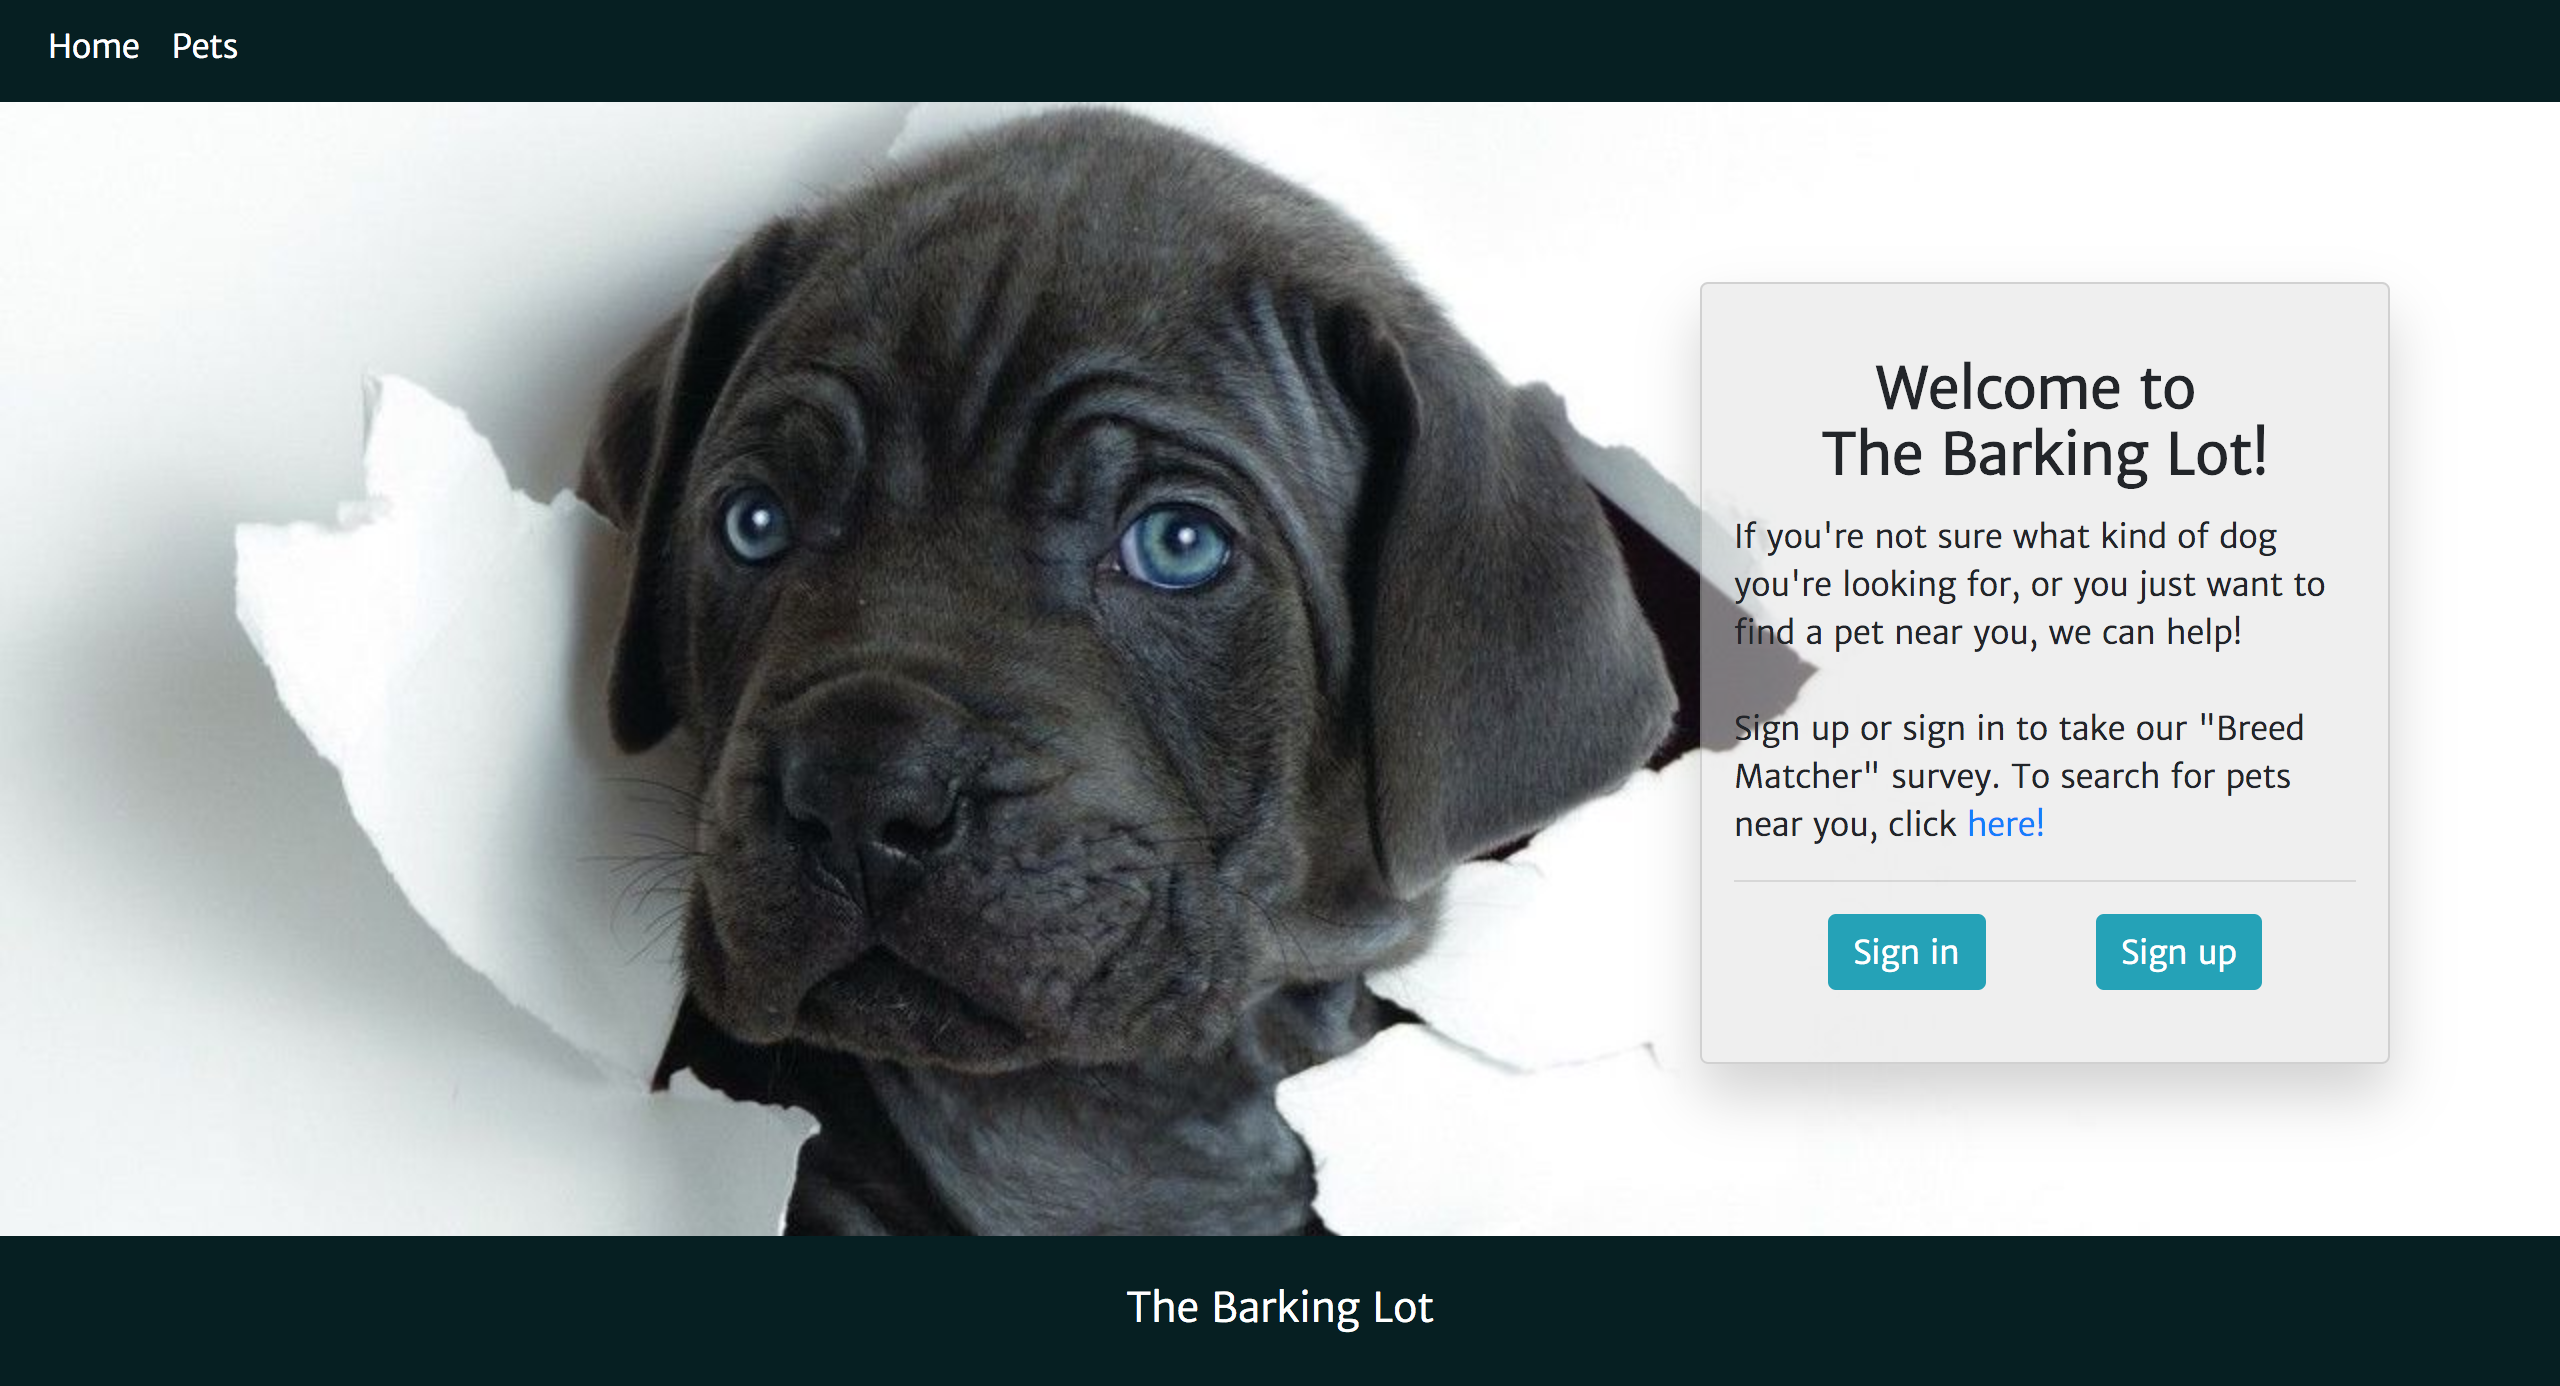 Home Pets
Welcome to
The Barking Lot!
If you're not sure what kind of dog
you're looking for, or you just want to
find a pet near you, we can help!
Sign up or sign in to take our "Breed
Matcher" survey. To search for pets
near you, click here!
Sign in Sign up
The Barking Lot